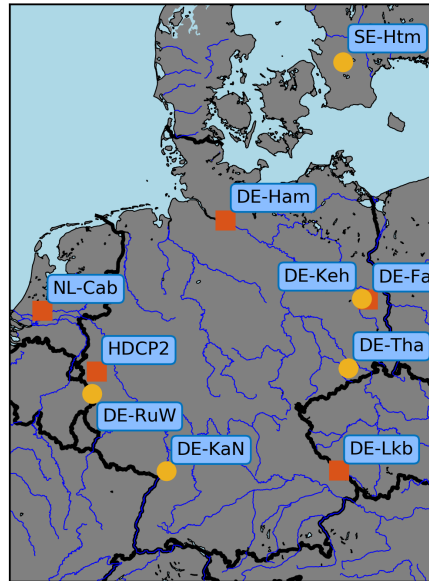 SE-Htm
DE-Ham
DE-Keh
DE-Fa
NL-Cab
HDCP2
DE-Tha
DE-RuW
DE-KaN
DE-Lkb